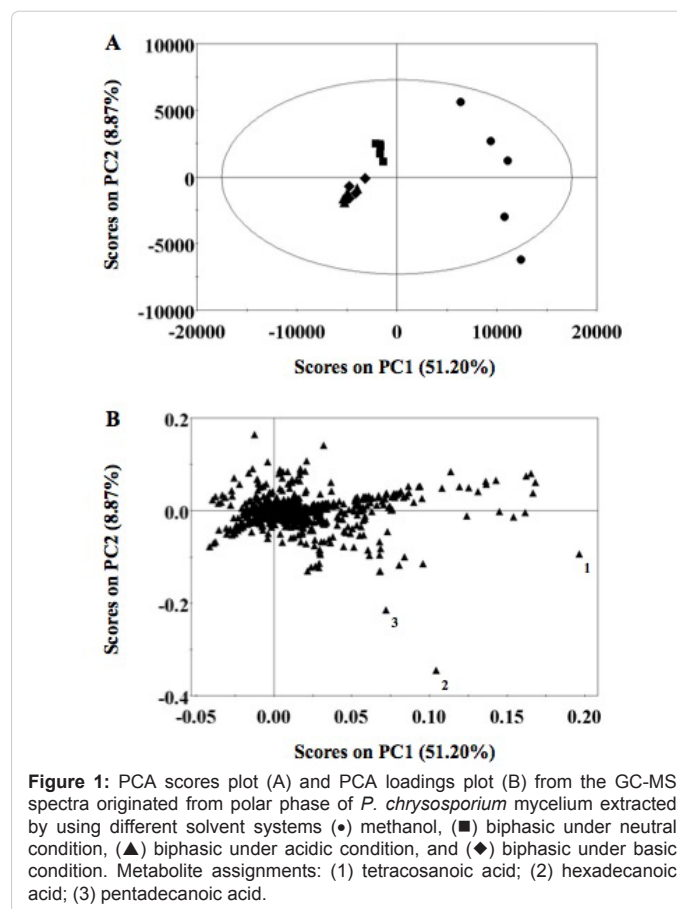 A
10000
5000
0
-5000
-10000
Scores on PC2 (8.87%)
-20000 -10000 0 10000 20000
Scores on PC1 (51.20%)
B
0.2
0.0
-0.2
-0.4
Scores on PC2 (8.87%)
1
3
2
-0.05 0.00 0.05 0.10 0.15 0.20
Scores on PC1 (51.20%)
Figure 1: PCA scores plot (A) and PCA loadings plot (B) from the GC-MS
spectra originated from polar phase of P. chrysosporium mycelium extracted
by using different solvent systems (●) methanol, (■) biphasic under neutral
condition, (▲) biphasic under acidic condition, and (◆) biphasic under basic
condition. Metabolite assignments: (1) tetracosanoic acid; (2) hexadecanoic
acid; (3) pentadecanoic acid.